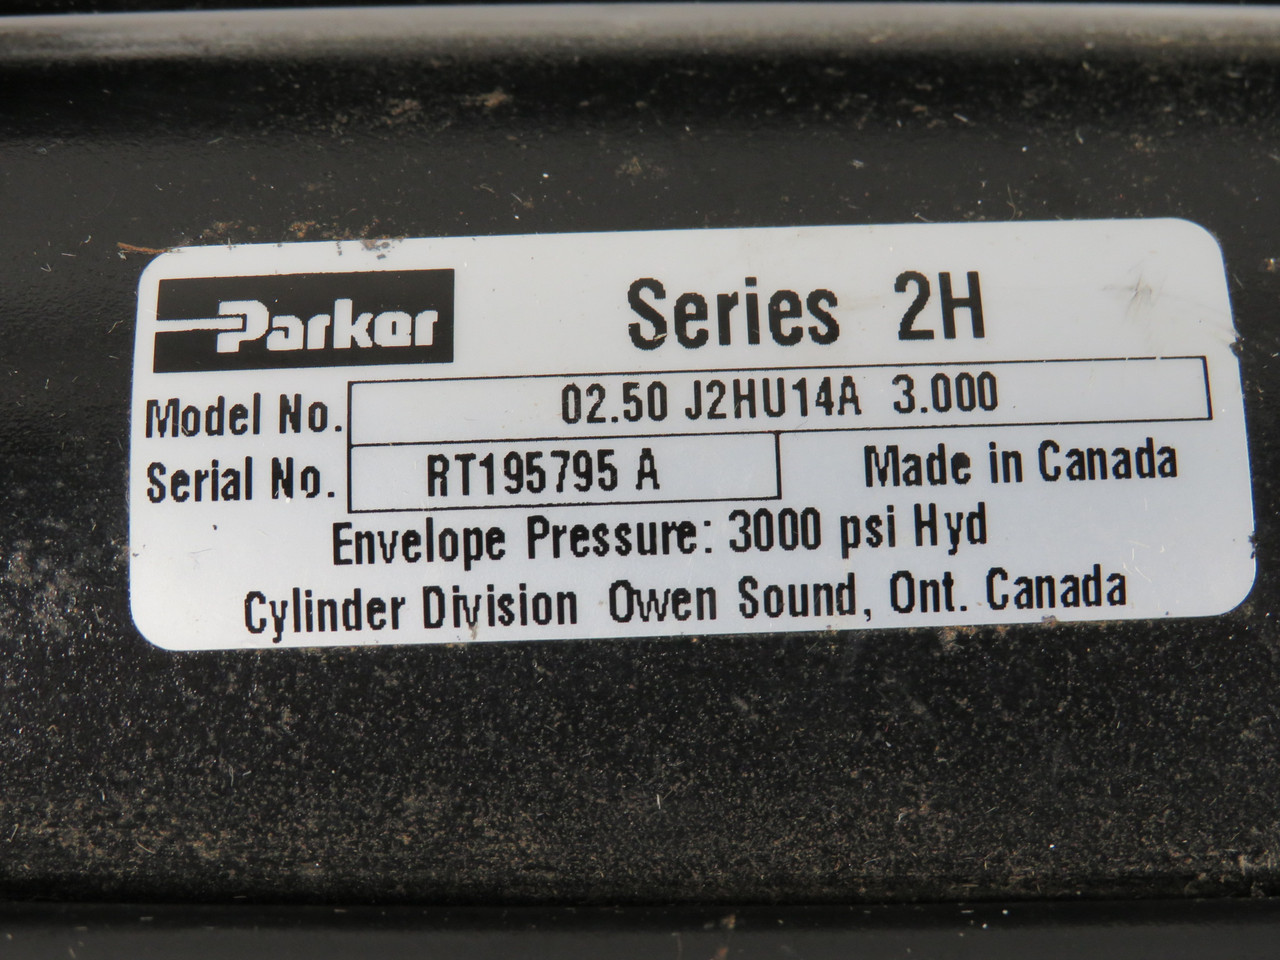 Parker Series 2H
Model No. 02.50 J2HU14A 3.000
Serial No. RT195795 A Made in Canada
Envelope Pressure: 3000 psi Hyd
Cylinder Division Owen Sound, Ont. Canada